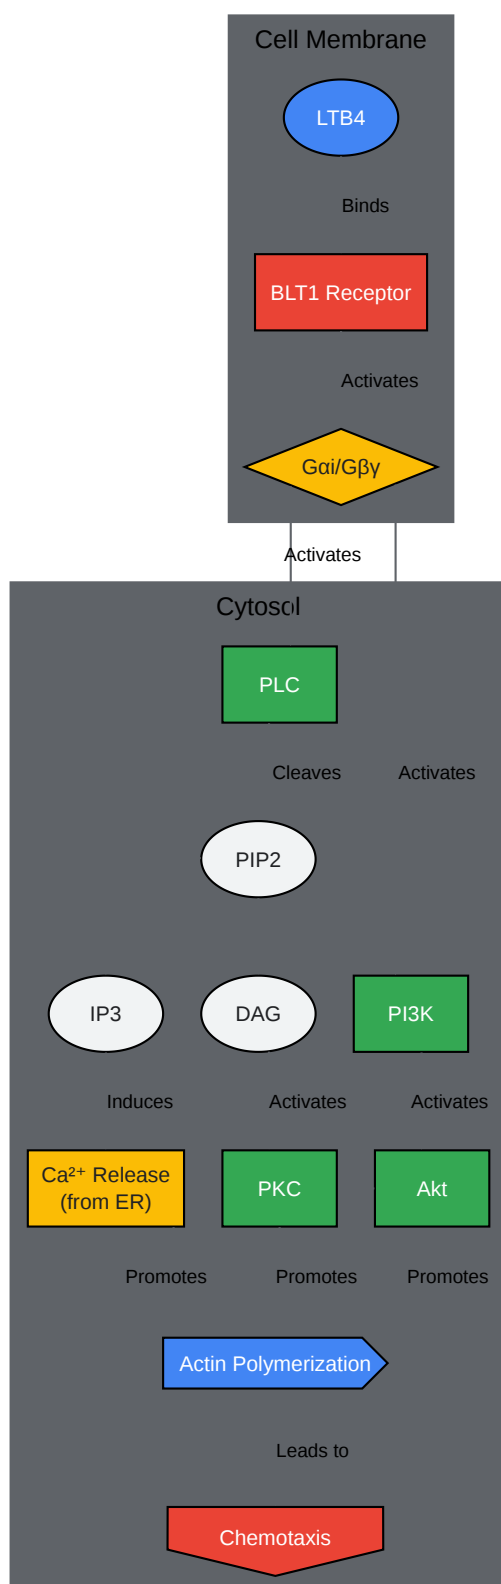 Cell Membrane
LTB4
Binds
BLT1 Receptor
Activates
Gαi/Gβγ
Activates
Cytosol
PLC
Cleaves
Activates
PIP2
IP3
DAG
PI3K
Induces
Activates
Activates
Ca²⁺ Release
(from ER)
PKC
Akt
Promotes
Promotes
Promotes
Actin Polymerization
Leads to
Chemotaxis